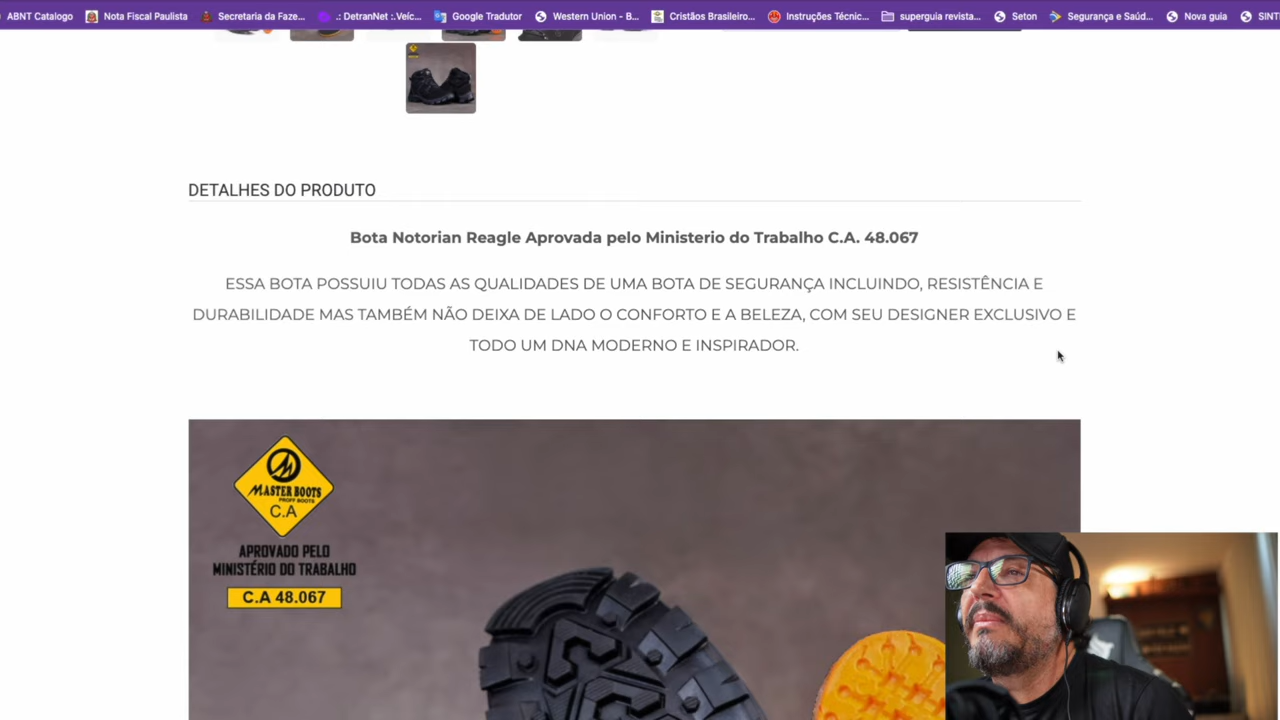 ABNT Catalogo Nota Fiscal Paulista Secretaria da Faze... .: DetranNet :.Veíc... Google Tradutor Western Union - B... Cristãos Brasileiro... Instruções Técnic... superguia revista... Seton Segurança e Saúd... Nova guia SINT
DETALHES DO PRODUTO
Bota Notorian Reagle Aprovada pelo Ministerio do Trabalho C.A. 48.067
ESSA BOTA POSSUIU TODAS AS QUALIDADES DE UMA BOTA DE SEGURANÇA INCLUINDO, RESISTÊNCIA E
DURABILIDADE MAS TAMBÉM NÃO DEIXA DE LADO O CONFORTO E A BELEZA, COM SEU DESIGNER EXCLUSIVO E
TODO UM DNA MODERNO E INSPIRADOR.
MASTER BOOTS
PROFF BOOTS
C.A
APROVADO PELO
MINISTÉRIO DO TRABALHO
C.A 48.067